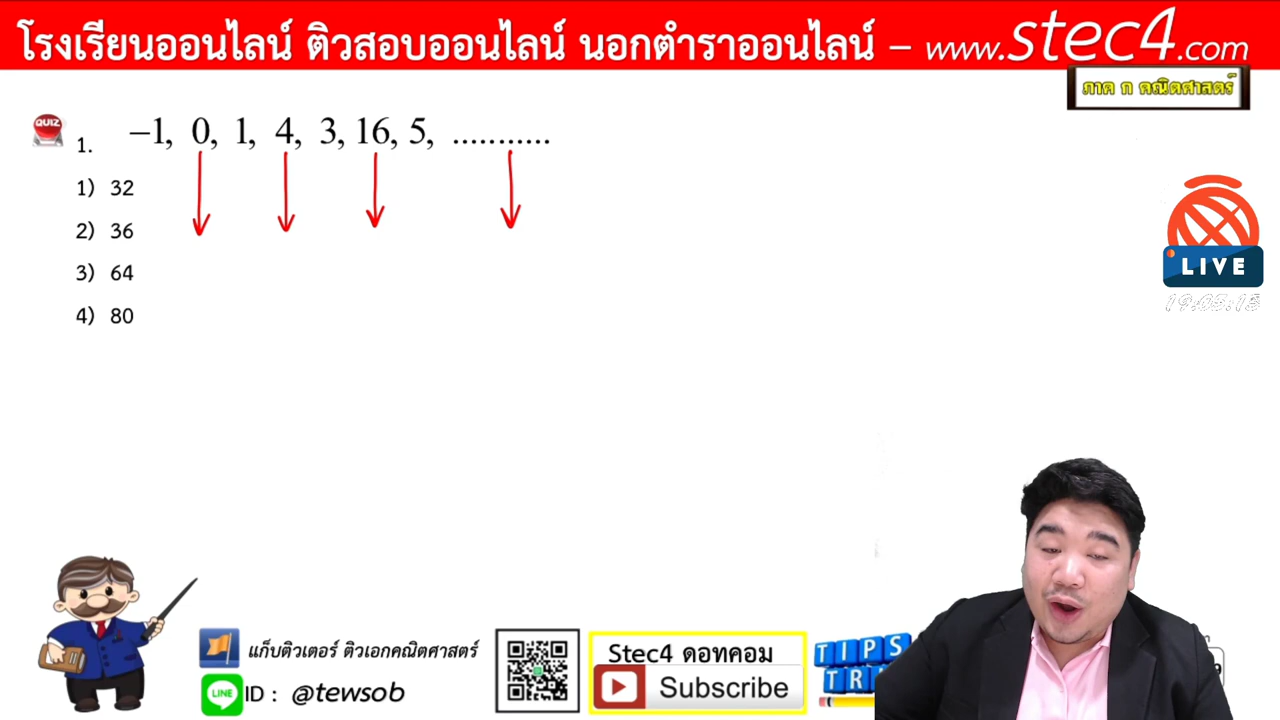 โรงเรียนออนไลน์ ติวสอบออนไลน์ นอกตำราออนไลน์ – www.stec4.com
ภาค ก คณิตศาสตร์
QUIZ
1. –1, 0, 1, 4, 3, 16, 5, ...........
1) 32
2) 36
3) 64
4) 80
LIVE
19:05:15
แก็บติวเตอร์ ติวเอกคณิตศาสตร์
LINE ID : @tewsob
Stec4 ดอทคอม
Subscribe
TIPS